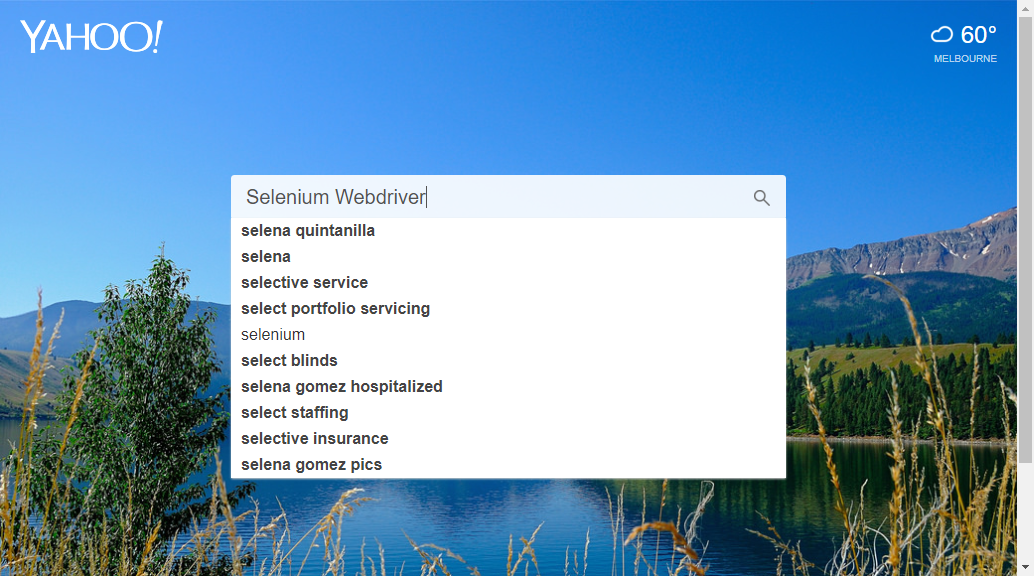 YAHOO!
60°
MELBOURNE
Selenium Webdriver
selena quintanilla
selena
selective service
select portfolio servicing
selenium
select blinds
selena gomez hospitalized
select staffing
selective insurance
selena gomez pics